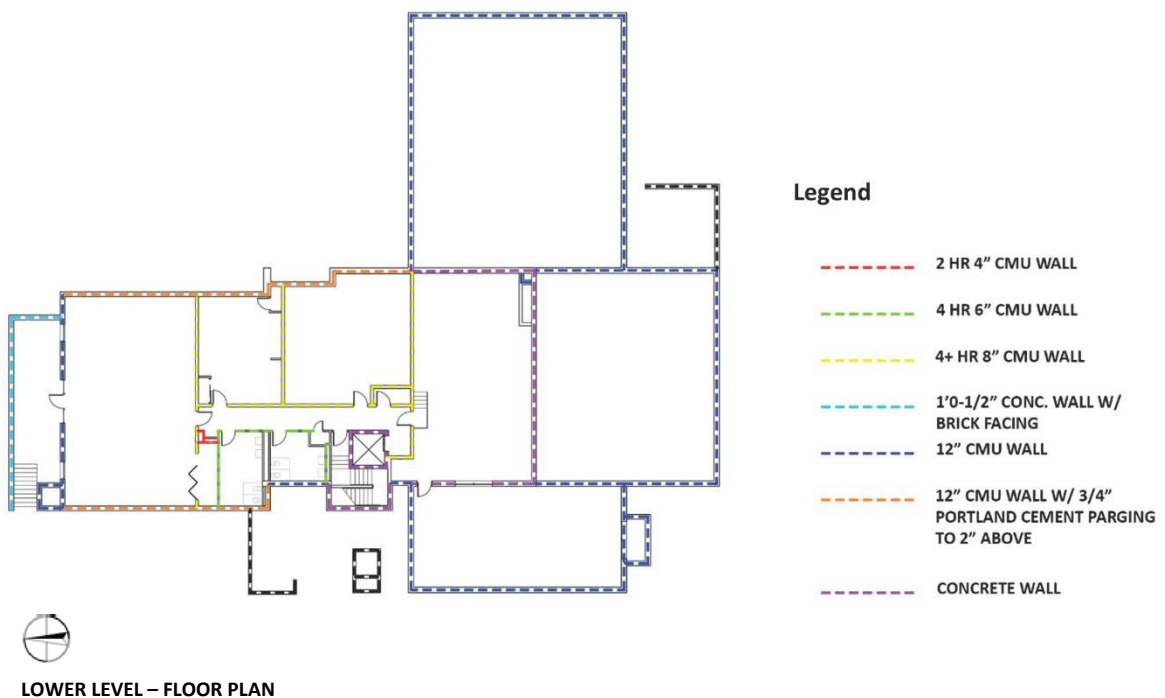 Legend
2 HR 4” CMU WALL
4 HR 6” CMU WALL
4+ HR 8” CMU WALL
1’0-1/2” CONC. WALL W/
BRICK FACING
12” CMU WALL
12” CMU WALL W/ 3/4”
PORTLAND CEMENT PARGING
TO 2” ABOVE
CONCRETE WALL
LOWER LEVEL – FLOOR PLAN